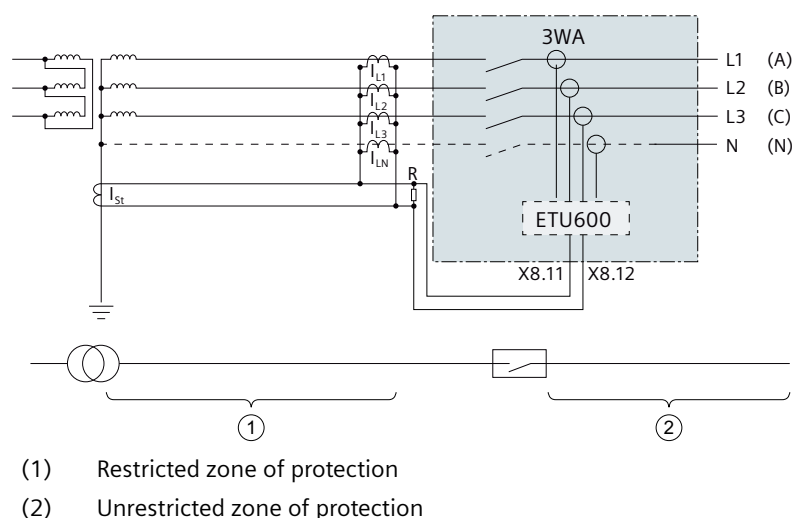 3WA
L1 (A)
I_L1
L2 (B)
I_L2
L3 (C)
I_L3
N (N)
I_LN
R
I_St
ETU600
X8.11 X8.12
1 2
(1) Restricted zone of protection
(2) Unrestricted zone of protection